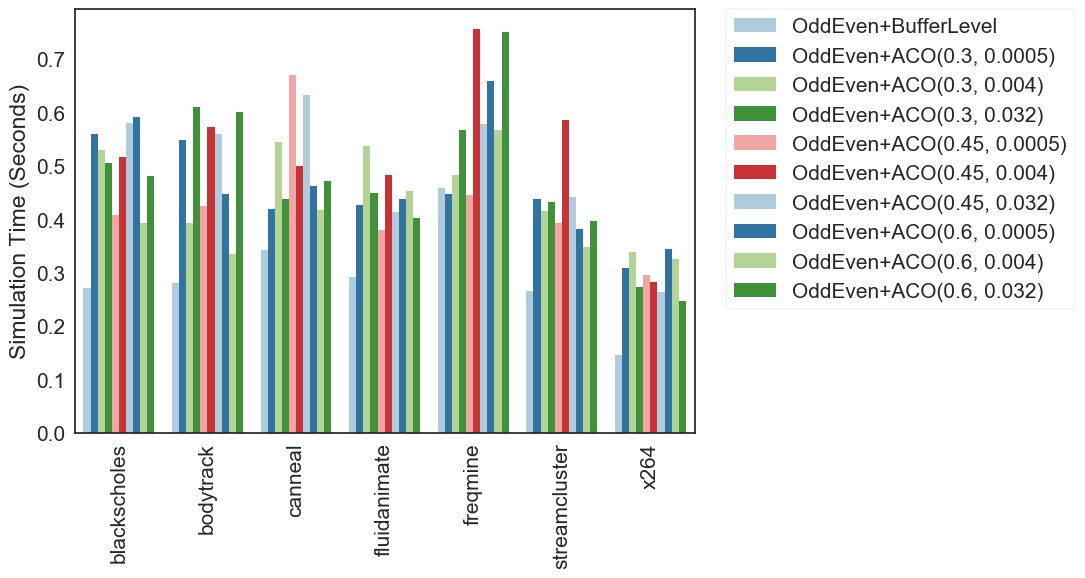 Simulation Time (Seconds)
0.7
0.6
0.5
0.4
0.3
0.2
0.1
0.0
blackscholes
bodytrack
canneal
fluidanimate
freqmine
streamcluster
x264
OddEven+BufferLevel
OddEven+ACO(0.3, 0.0005)
OddEven+ACO(0.3, 0.004)
OddEven+ACO(0.3, 0.032)
OddEven+ACO(0.45, 0.0005)
OddEven+ACO(0.45, 0.004)
OddEven+ACO(0.45, 0.032)
OddEven+ACO(0.6, 0.0005)
OddEven+ACO(0.6, 0.004)
OddEven+ACO(0.6, 0.032)